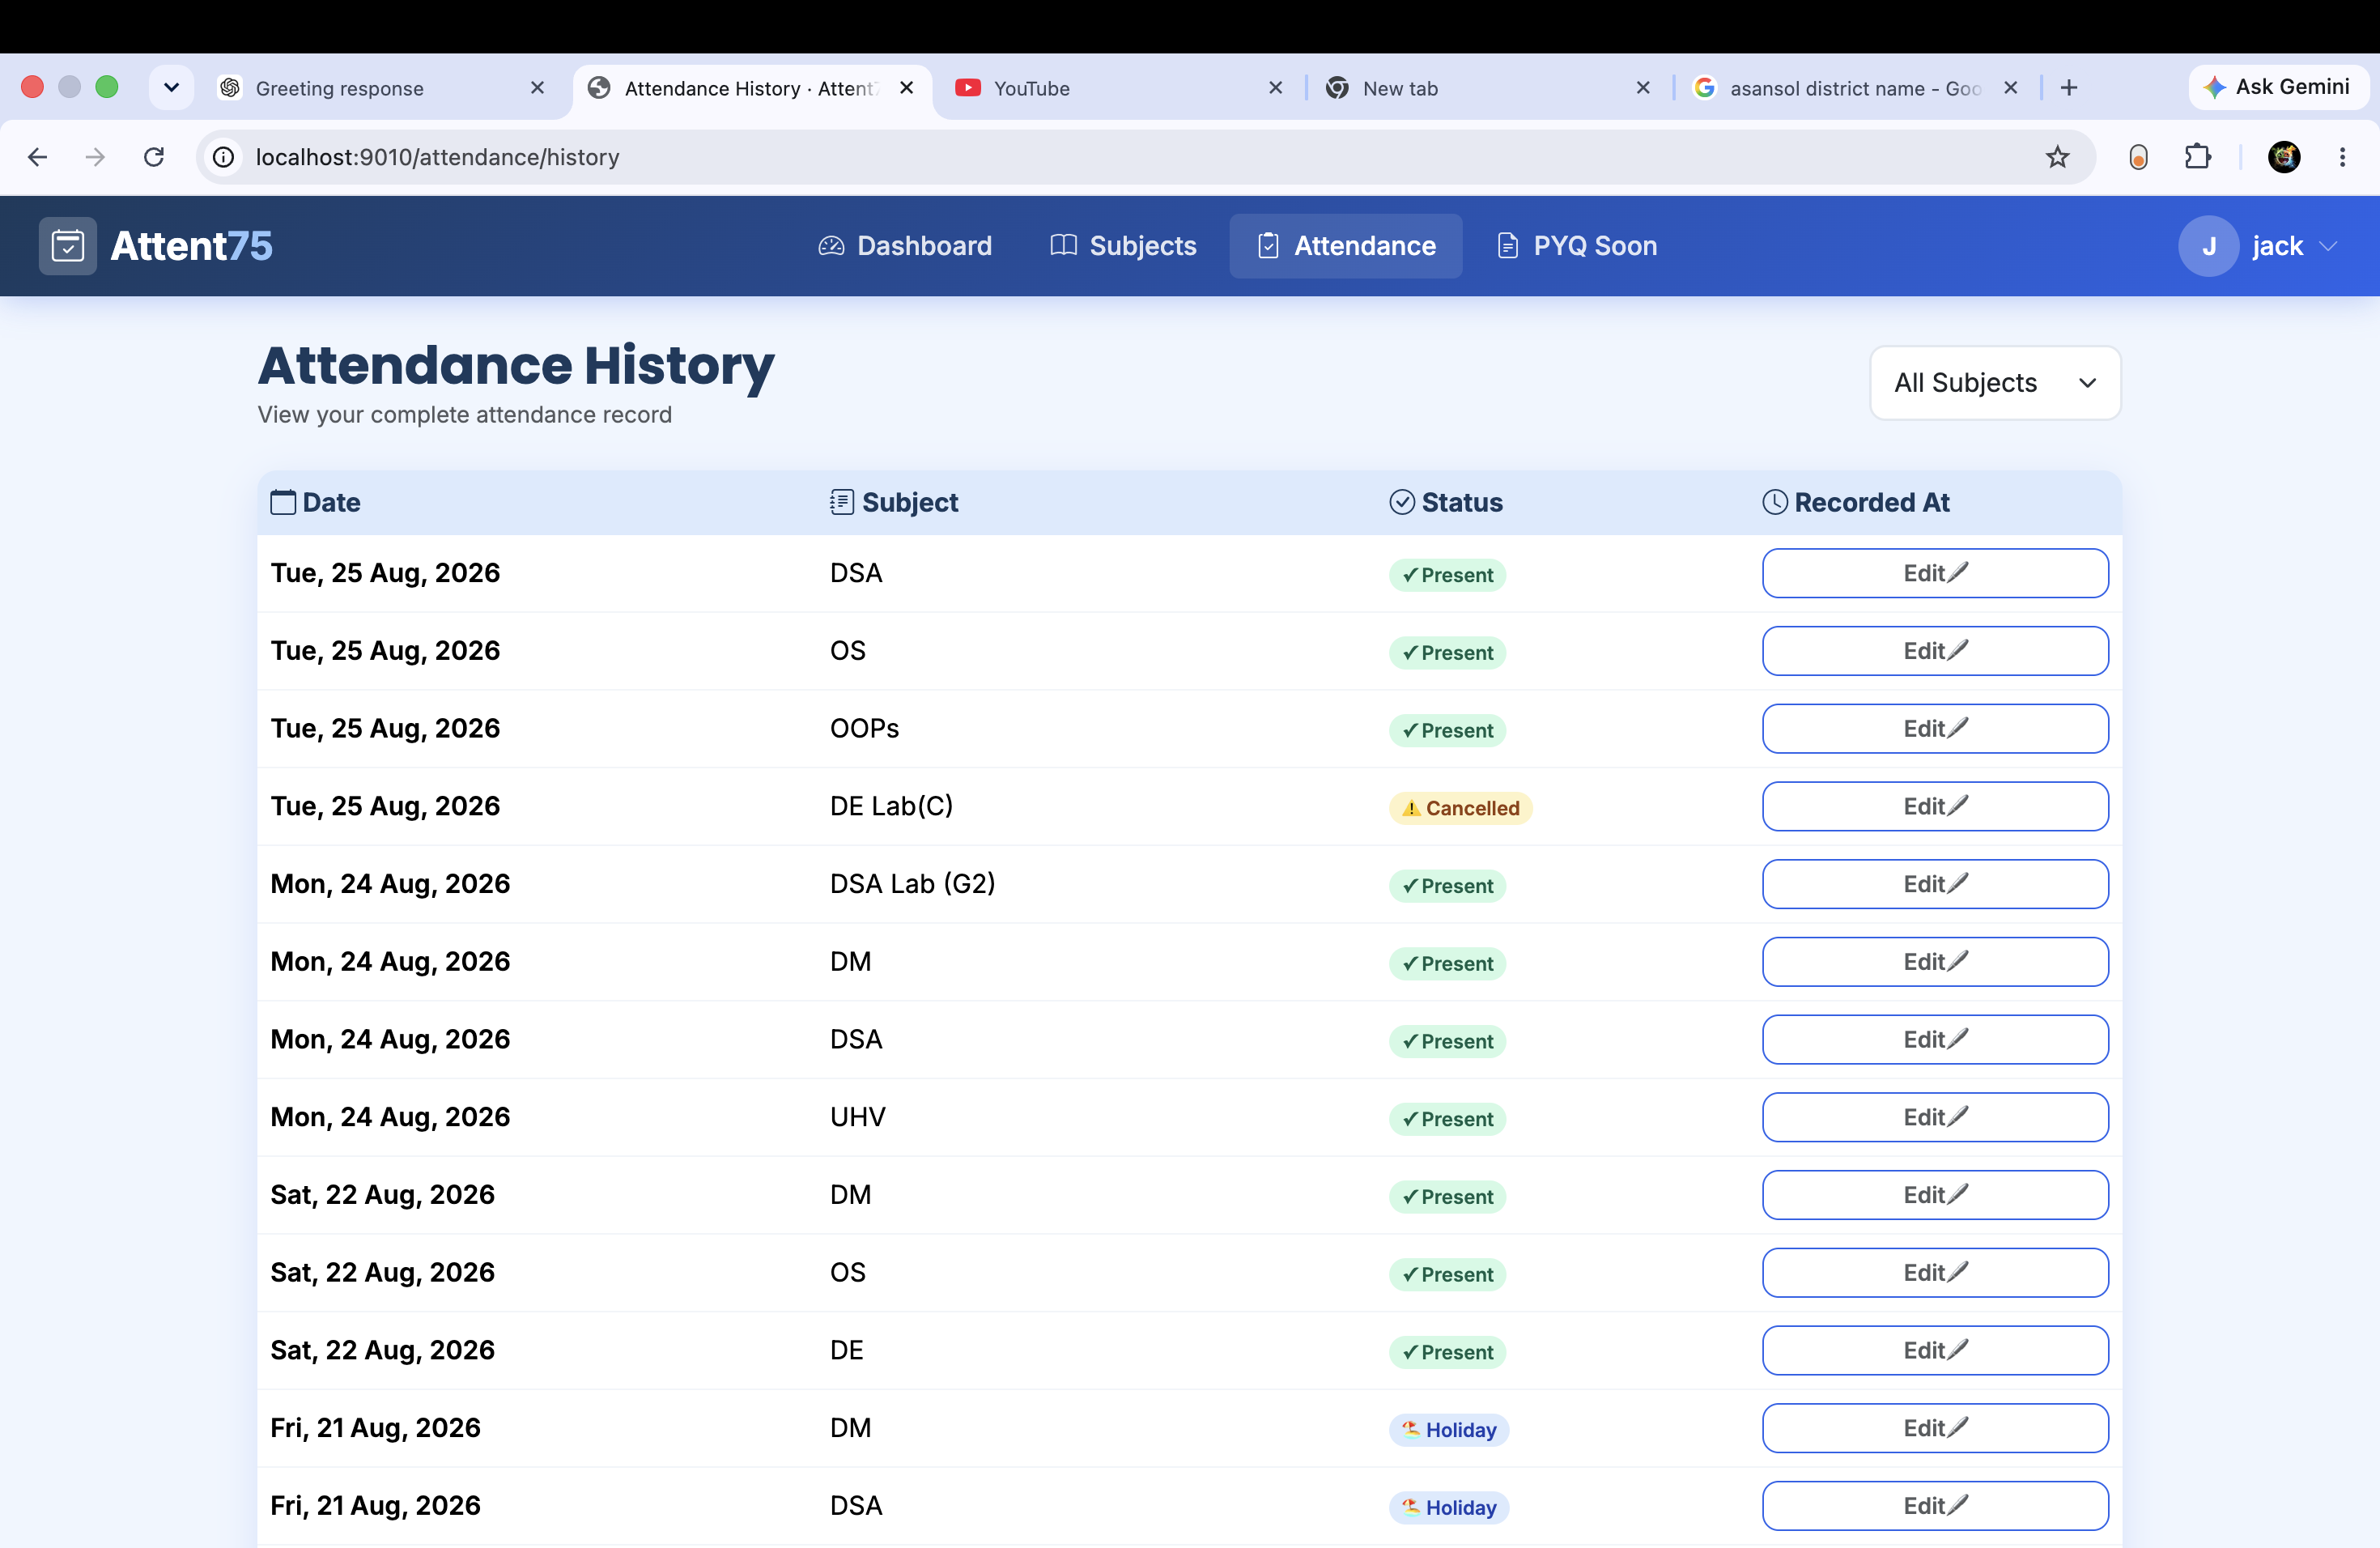 Greeting response
Attendance History · Attent7
YouTube
New tab
asansol district name - Goo
Ask Gemini
localhost:9010/attendance/history
Attent75
Dashboard
Subjects
Attendance
PYQ Soon
J
jack
Attendance History
View your complete attendance record
All Subjects
Date Subject Status Recorded At
Tue, 25 Aug, 2026 DSA ✓Present Edit
Tue, 25 Aug, 2026 OS ✓Present Edit
Tue, 25 Aug, 2026 OOPs ✓Present Edit
Tue, 25 Aug, 2026 DE Lab(C) ⚠️ Cancelled Edit
Mon, 24 Aug, 2026 DSA Lab (G2) ✓Present Edit
Mon, 24 Aug, 2026 DM ✓Present Edit
Mon, 24 Aug, 2026 DSA ✓Present Edit
Mon, 24 Aug, 2026 UHV ✓Present Edit
Sat, 22 Aug, 2026 DM ✓Present Edit
Sat, 22 Aug, 2026 OS ✓Present Edit
Sat, 22 Aug, 2026 DE ✓Present Edit
Fri, 21 Aug, 2026 DM Holiday Edit
Fri, 21 Aug, 2026 DSA Holiday Edit